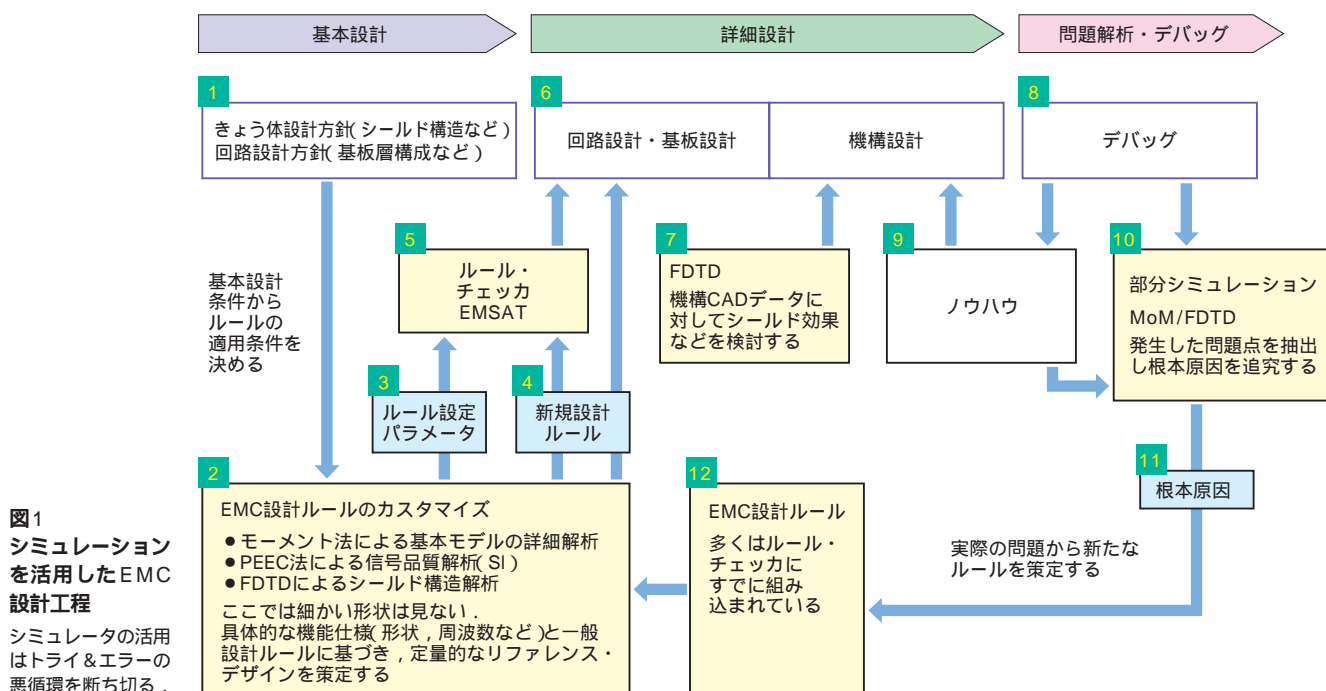 基本設計
詳細設計
問題解析・デバッグ
1
きょう体設計方針(シールド構造など)
回路設計方針(基板層構成など)
6
回路設計・基板設計
機構設計
8
デバッグ
基本設計
条件から
ルールの
適用条件を
決める
5
ルール・
チェッカ
EMSAT
7
FDTD
機構CADデータに
対してシールド効果
などを検討する
9
ノウハウ
10
部分シミュレーション
MoM/FDTD
発生した問題点を抽出
し根本原因を追究する
3
ルール設定
パラメータ
4
新規設計
ルール
11
根本原因
2
EMC設計ルールのカスタマイズ
●モーメント法による基本モデルの詳細解析
●PEEC法による信号品質解析(SI)
●FDTDによるシールド構造解析
ここでは細かい形状は見ない.
具体的な機能仕様(形状,周波数など)と一般
設計ルールに基づき,定量的なリファレンス・
デザインを策定する
12
EMC設計ルール
多くはルール・
チェッカに
すでに組み
込まれている
実際の問題から新たな
ルールを策定する
図1
シミュレーション
を活用したEMC
設計工程
シミュレータの活用
はトライ&エラーの
悪循環を断ち切る.